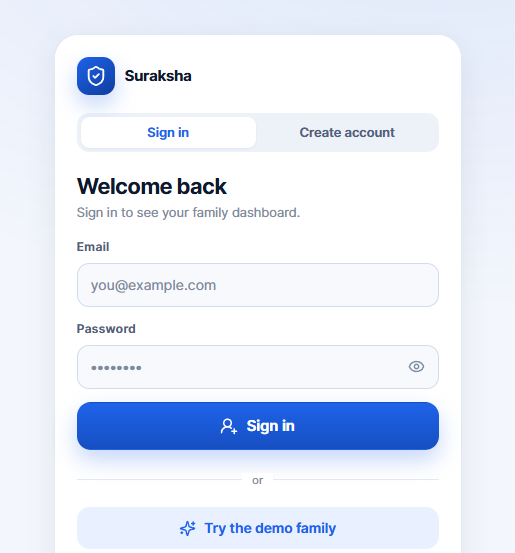 Suraksha
Sign in
Create account
Welcome back
Sign in to see your family dashboard.
Email
you@example.com
Password
••••••••
Sign in
or
Try the demo family